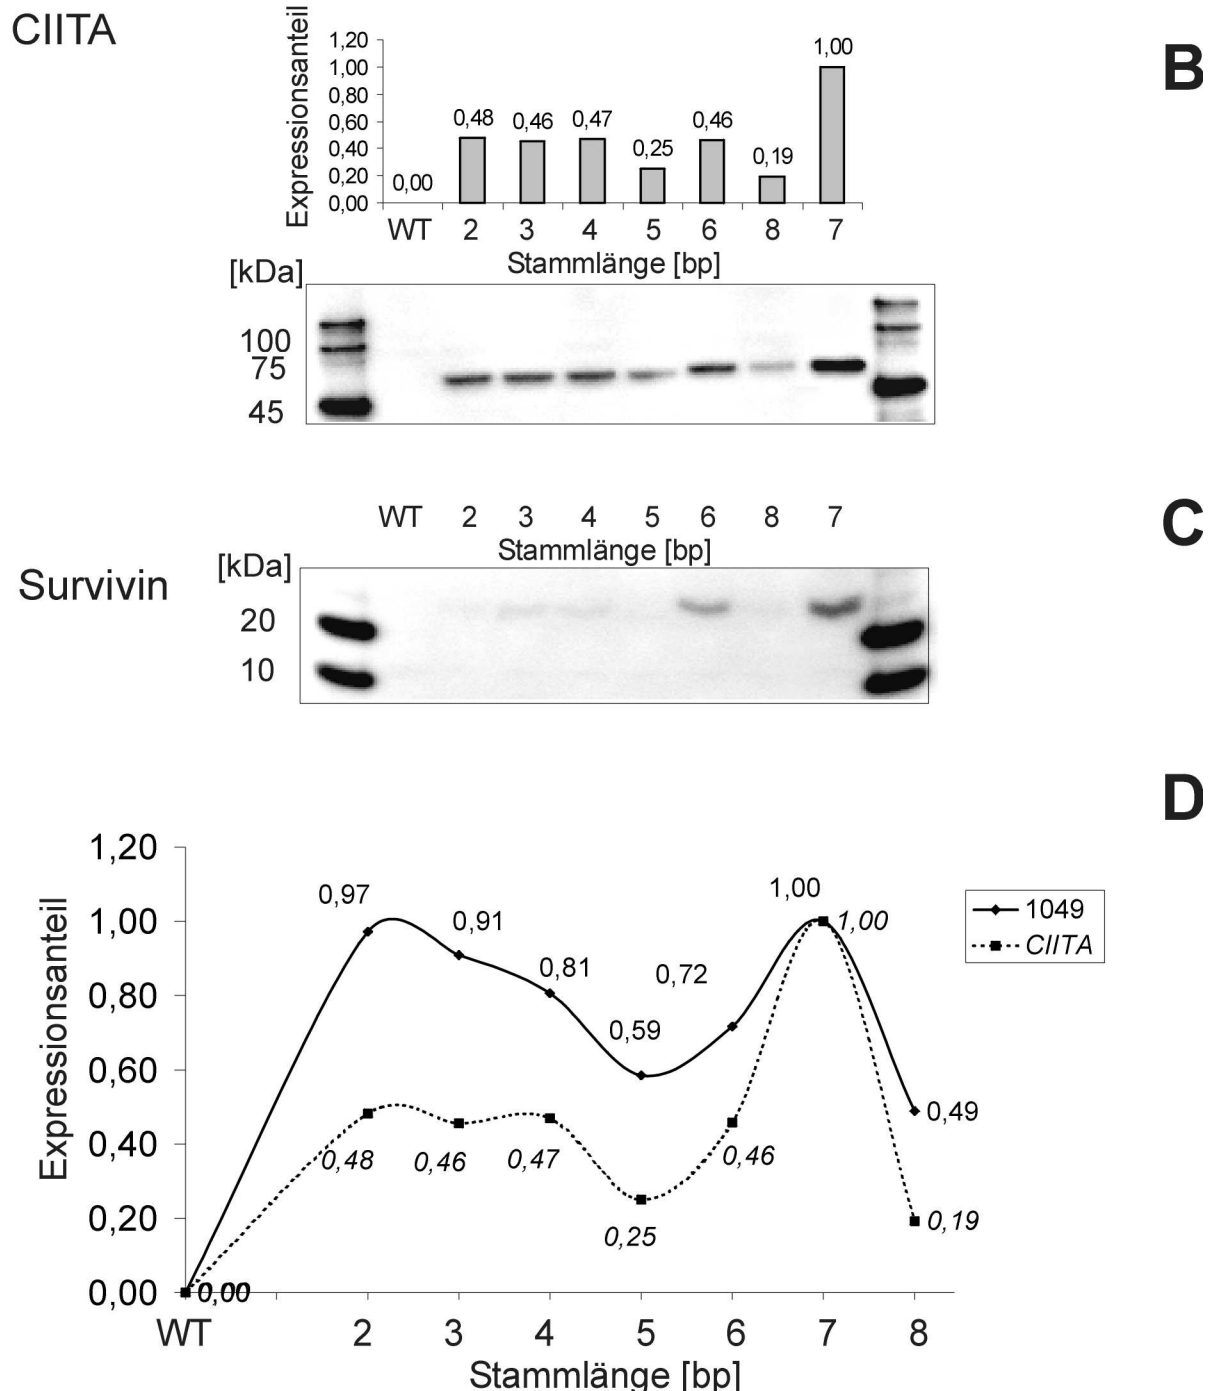 CIITA
B
Expressionsanteil
1,20
1,00
0,80
0,60
0,40
0,20
0,00
0,00
0,48
0,46
0,47
0,25
0,46
0,19
1,00
WT 2 3 4 5 6 8 7
Stammlänge [bp]
[kDa]
100
75
45
C
WT 2 3 4 5 6 8 7
Stammlänge [bp]
Survivin
[kDa]
20
10
D
Expressionsanteil
1,20
1,00
0,80
0,60
0,40
0,20
0,00
0,97
0,91
0,81
0,59
0,72
1,00
0,49
0,00
0,00
0,48
0,46
0,47
0,25
0,46
1,00
0,19
1049
CIITA
WT 2 3 4 5 6 7 8
Stammlänge [bp]